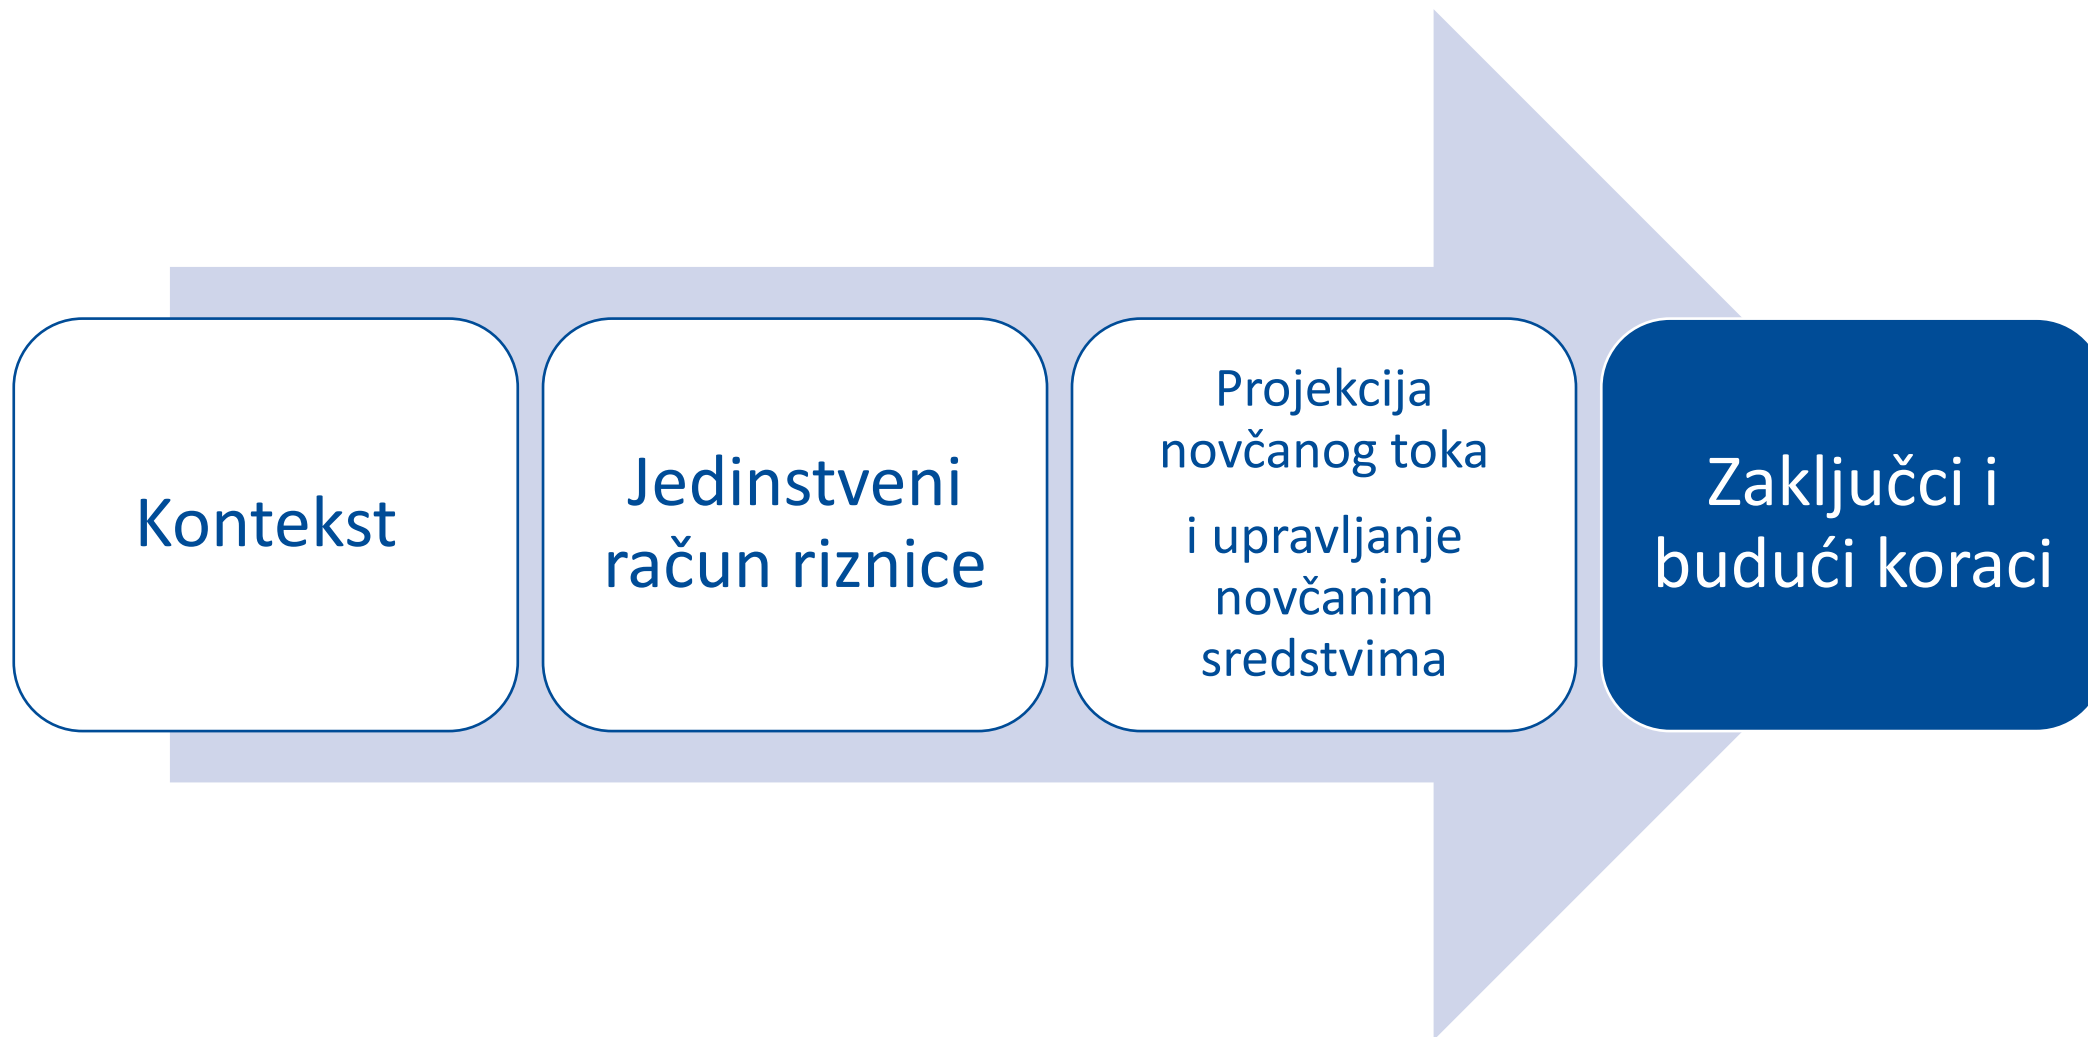 Kontekst
Jedinstveni
račun riznice
Projekcija
novčanog toka
i upravljanje
novčanim
sredstvima
Zaključci i
budući koraci